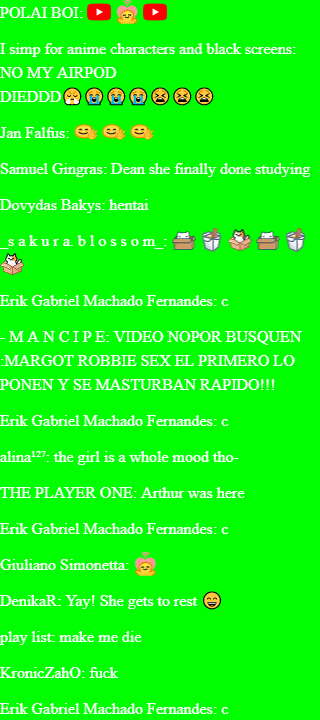 POLAI BOI:
I simp for anime characters and black screens:
NO MY AIRPOD
DIEDDD😤😭😭😭😫😫😫
Jan Falfus: 🤗 🤗 🤗
Samuel Gingras: Dean she finally done studying
Dovydas Bakys: hentai
_s a k u r a. b l o s s o m_:
Erik Gabriel Machado Fernandes: c
- M A N C I P E: VIDEO NOPOR BUSQUEN
:MARGOT ROBBIE SEX EL PRIMERO LO
PONEN Y SE MASTURBAN RAPIDO!!!
Erik Gabriel Machado Fernandes: c
alina¹²⁷: the girl is a whole mood tho-
THE PLAYER ONE: Arthur was here
Erik Gabriel Machado Fernandes: c
Giuliano Simonetta:
DenikaR: Yay! She gets to rest 😄
play list: make me die
KronicZahO: fuck
Erik Gabriel Machado Fernandes: c